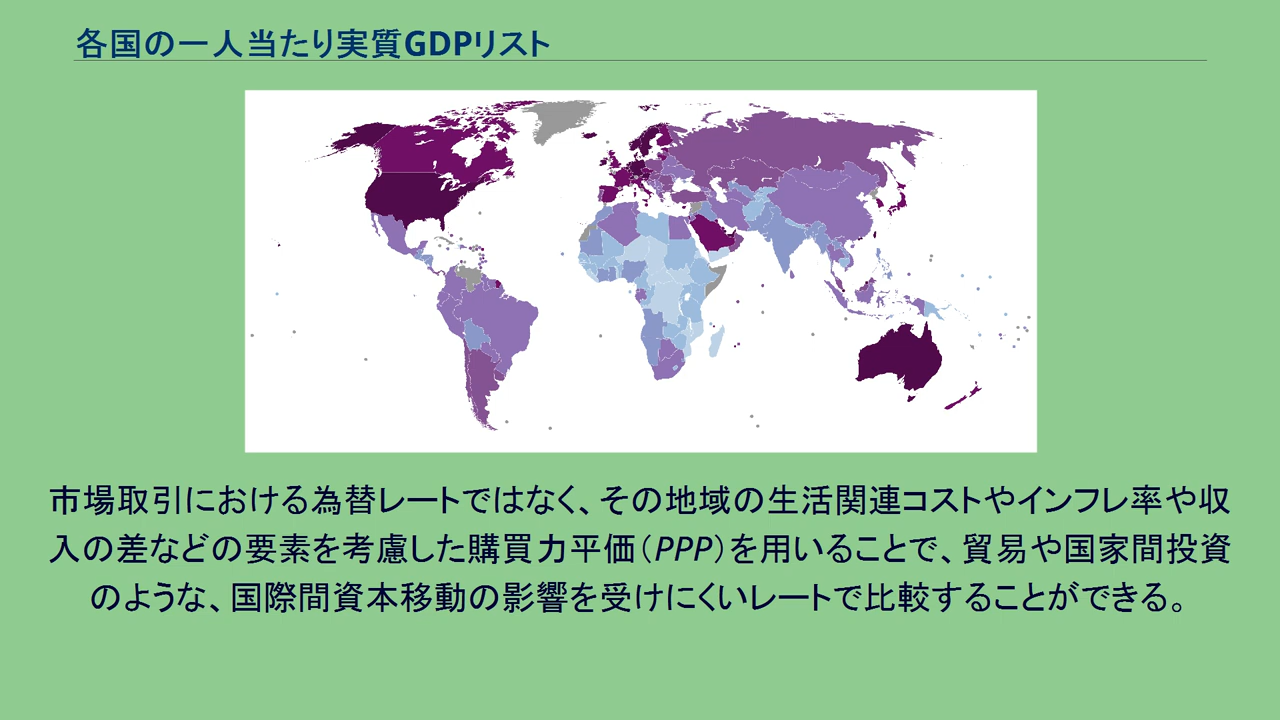 各国の一人当たり実質GDPリスト
市場取引における為替レートではなく、その地域の生活関連コストやインフレ率や収
入の差などの要素を考慮した購買力平価（PPP）を用いることで、貿易や国家間投資
のような、国際間資本移動の影響を受けにくいレートで比較することができる。